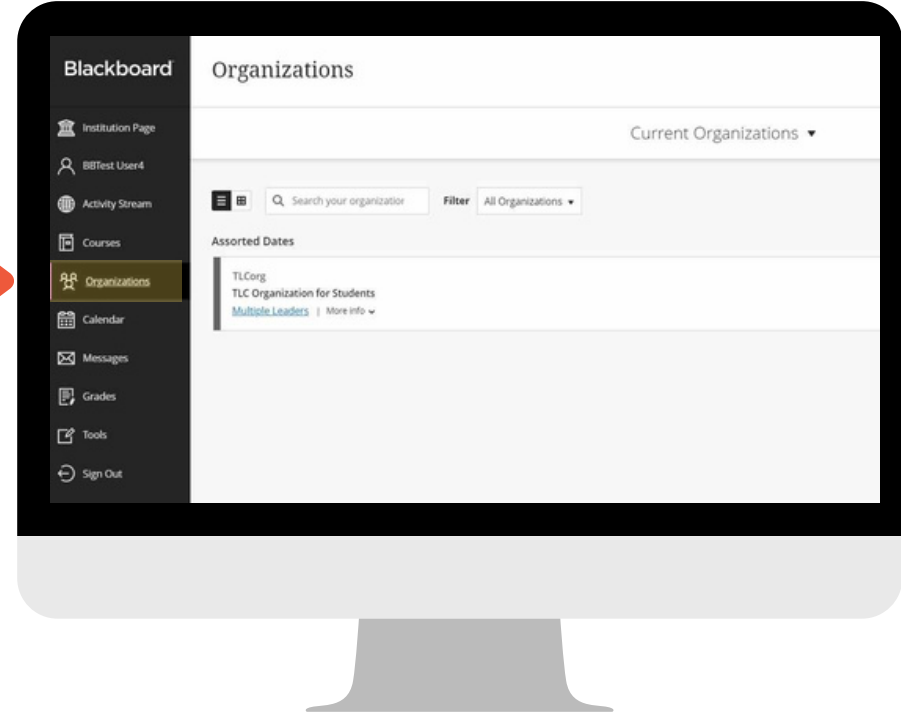 Blackboard
Institution Page
BBTest User4
Activity Stream
Courses
Organizations
Calendar
Messages
Grades
Tools
Sign Out
Organizations
Current Organizations
Search your organization
Filter All Organizations
Assorted Dates
TLCorg
TLC Organization for Students
Multiple Leaders | More info